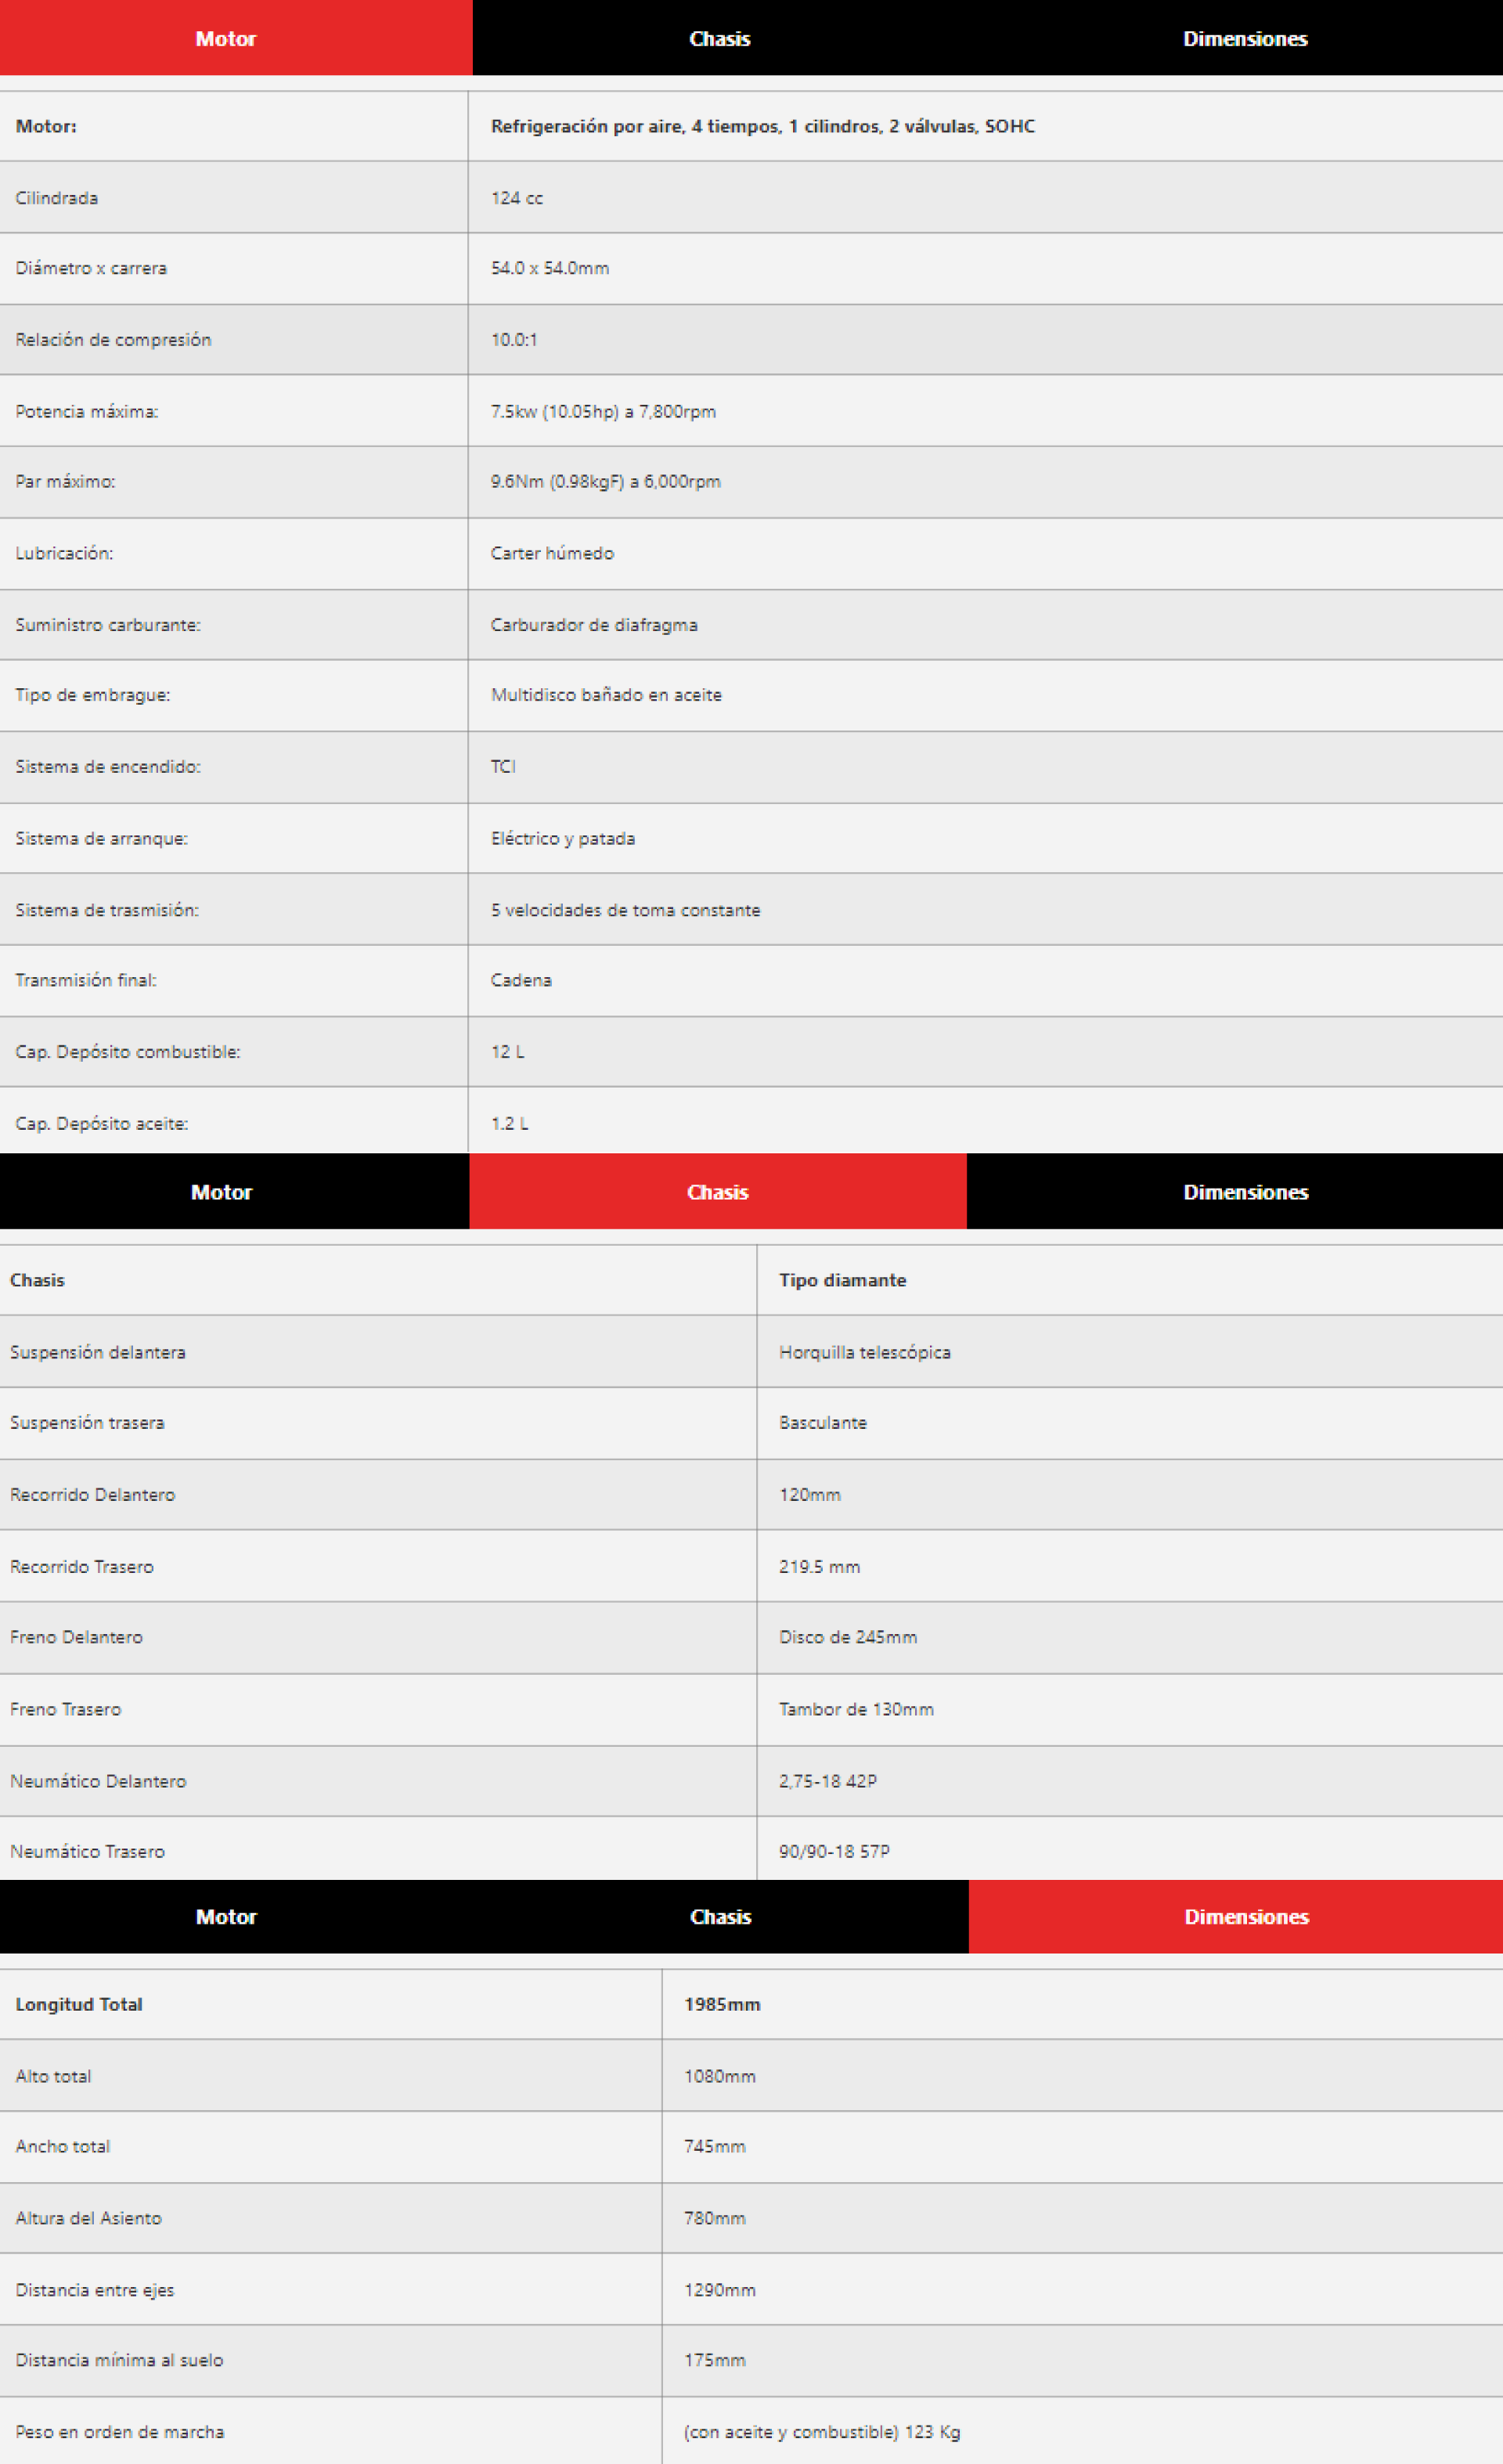 Motor Chasis Dimensiones
Motor: Refrigeración por aire, 4 tiempos, 1 cilindros, 2 válvulas, SOHC
Cilindrada 124 cc
Diámetro x carrera 54.0 x 54.0mm
Relación de compresión 10.0:1
Potencia máxima: 7.5kw (10.05hp) a 7,800rpm
Par máximo: 9.6Nm (0.98kgF) a 6,000rpm
Lubricación: Carter húmedo
Suministro carburante: Carburador de diafragma
Tipo de embrague: Multidisco bañado en aceite
Sistema de encendido: TCI
Sistema de arranque: Eléctrico y patada
Sistema de trasmisión: 5 velocidades de toma constante
Transmisión final: Cadena
Cap. Depósito combustible: 12 L
Cap. Depósito aceite: 1.2 L
Motor Chasis Dimensiones
Chasis Tipo diamante
Suspensión delantera Horquilla telescópica
Suspensión trasera Basculante
Recorrido Delantero 120mm
Recorrido Trasero 219.5 mm
Freno Delantero Disco de 245mm
Freno Trasero Tambor de 130mm
Neumático Delantero 2,75-18 42P
Neumático Trasero 90/90-18 57P
Motor Chasis Dimensiones
Longitud Total 1985mm
Alto total 1080mm
Ancho total 745mm
Altura del Asiento 780mm
Distancia entre ejes 1290mm
Distancia mínima al suelo 175mm
Peso en orden de marcha (con aceite y combustible) 123 Kg